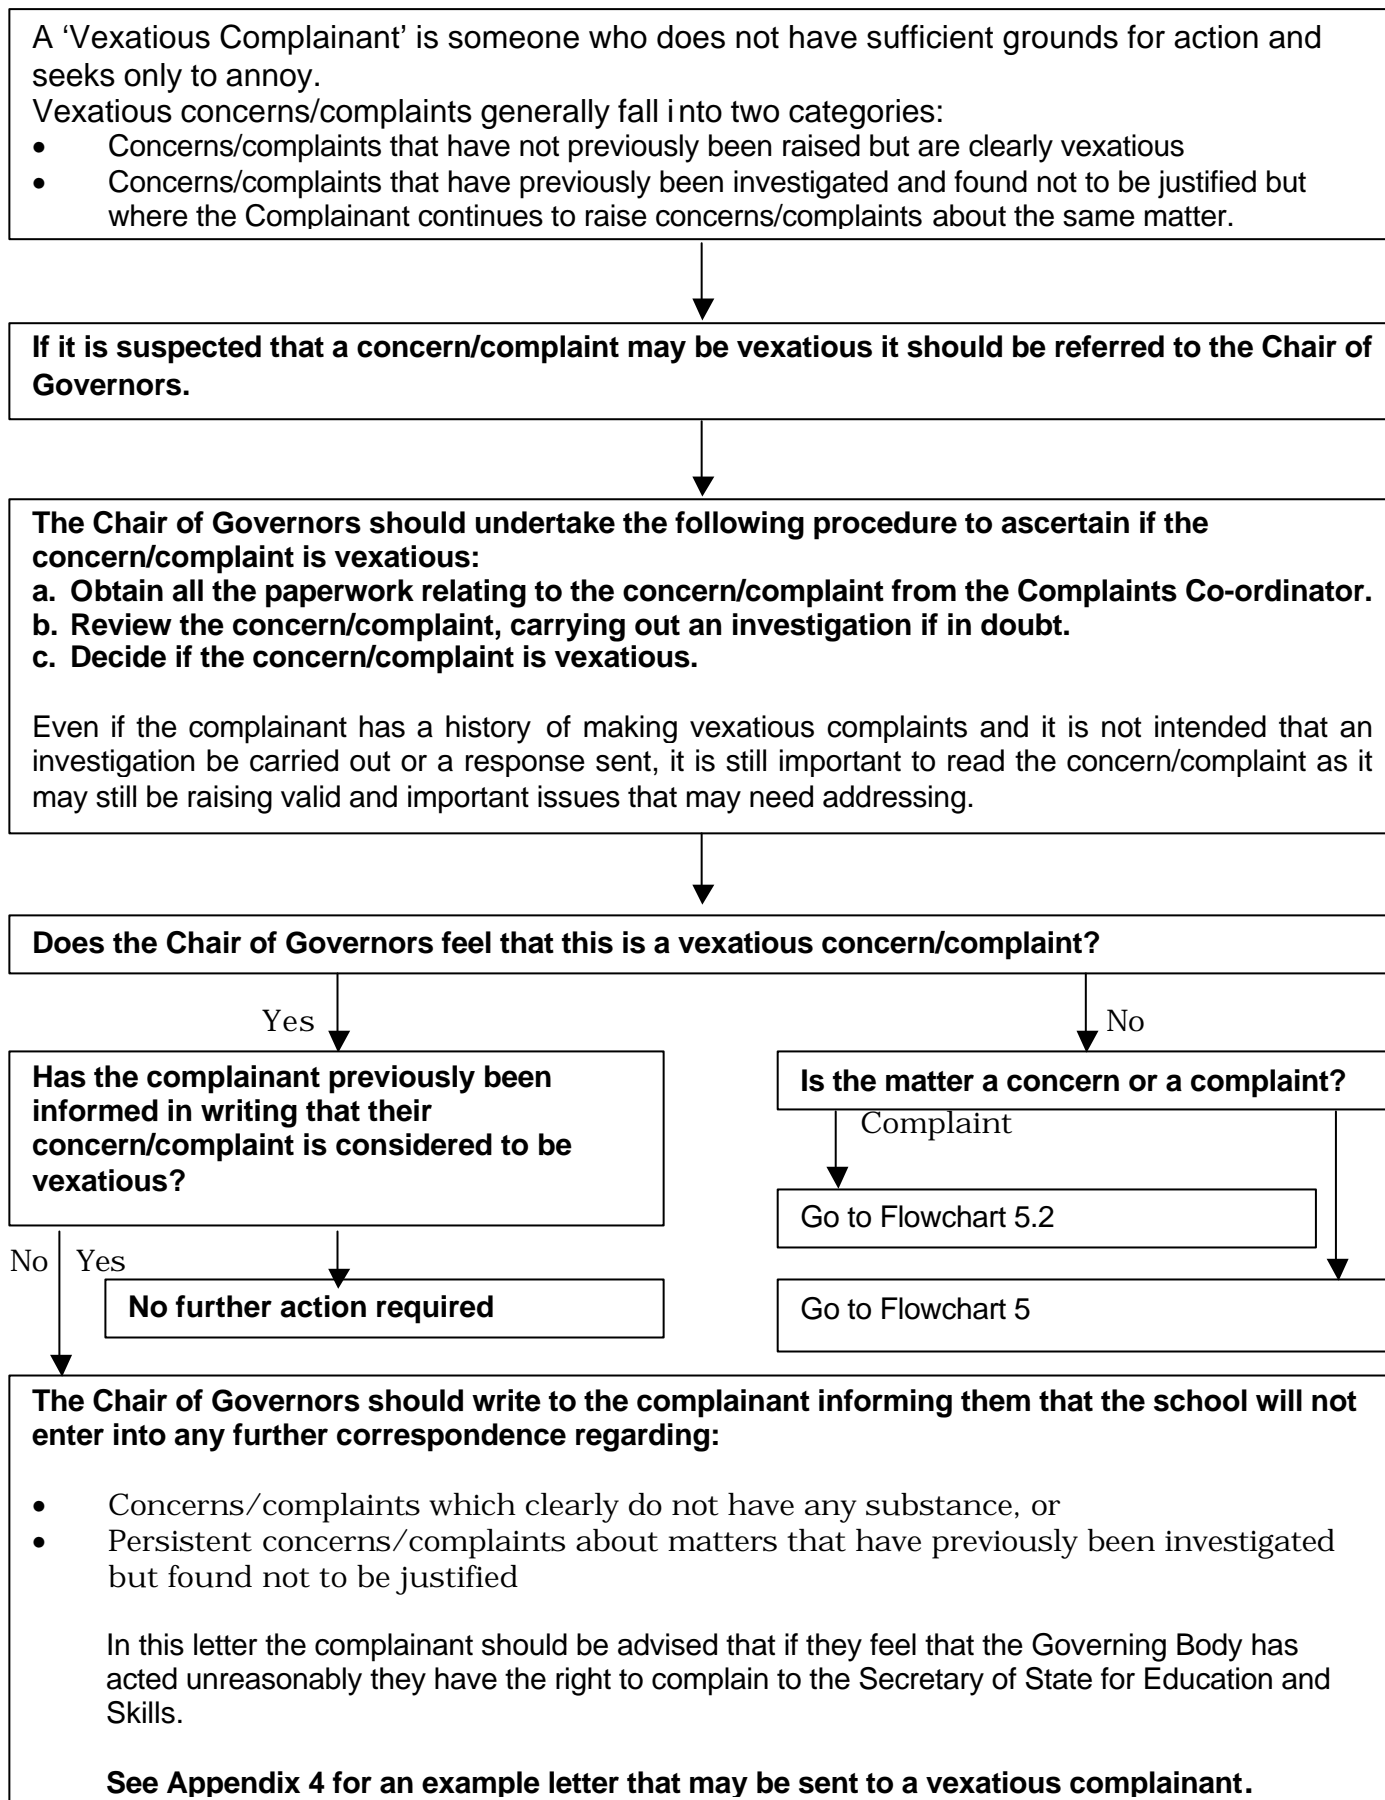 A ‘Vexatious Complainant’ is someone who does not have sufficient grounds for action and
seeks only to annoy.
Vexatious concerns/complaints generally fall into two categories:
• Concerns/complaints that have not previously been raised but are clearly vexatious
• Concerns/complaints that have previously been investigated and found not to be justified but
where the Complainant continues to raise concerns/complaints about the same matter.
If it is suspected that a concern/complaint may be vexatious it should be referred to the Chair of
Governors.
The Chair of Governors should undertake the following procedure to ascertain if the
concern/complaint is vexatious:
a. Obtain all the paperwork relating to the concern/complaint from the Complaints Co-ordinator.
b. Review the concern/complaint, carrying out an investigation if in doubt.
c. Decide if the concern/complaint is vexatious.
Even if the complainant has a history of making vexatious complaints and it is not intended that an
investigation be carried out or a response sent, it is still important to read the concern/complaint as it
may still be raising valid and important issues that may need addressing.
Does the Chair of Governors feel that this is a vexatious concern/complaint?
Yes
No
Has the complainant previously been
informed in writing that their
concern/complaint is considered to be
vexatious?
Is the matter a concern or a complaint?
Complaint
Go to Flowchart 5.2
No
Yes
No further action required
Go to Flowchart 5
The Chair of Governors should write to the complainant informing them that the school will not
enter into any further correspondence regarding:
• Concerns/complaints which clearly do not have any substance, or
• Persistent concerns/complaints about matters that have previously been investigated
but found not to be justified
In this letter the complainant should be advised that if they feel that the Governing Body has
acted unreasonably they have the right to complain to the Secretary of State for Education and
Skills.
See Appendix 4 for an example letter that may be sent to a vexatious complainant.